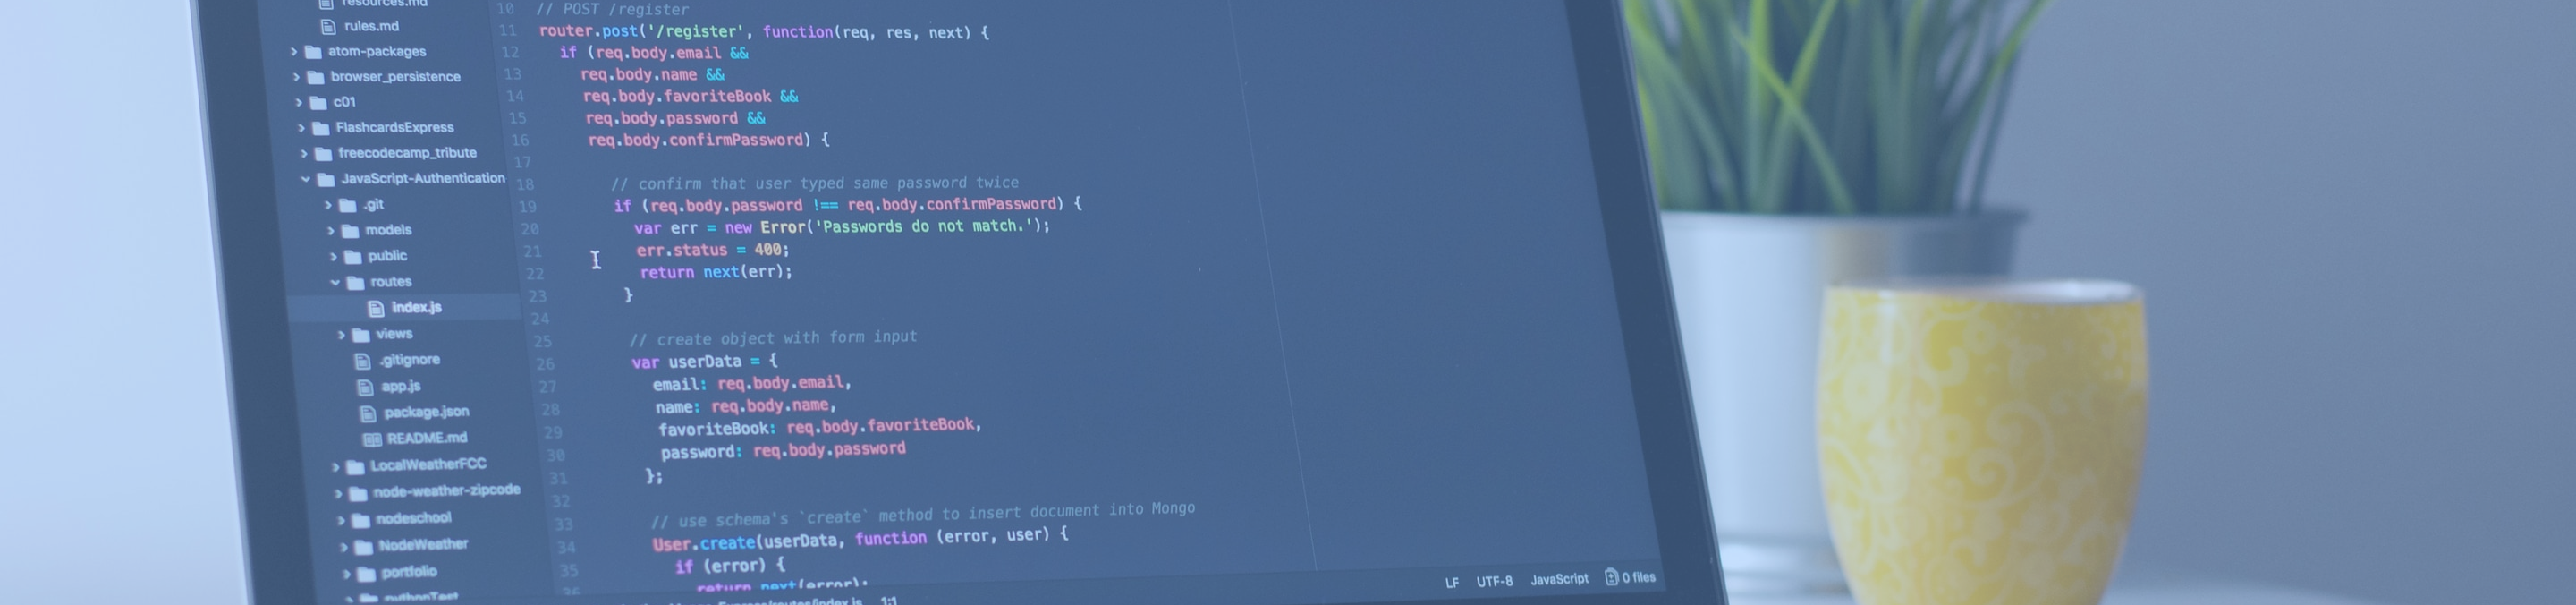 resources.md
rules.md
atom-packages
browser_persistence
c01
FlashcardsExpress
freecodecamp_tribute
JavaScript-Authentication
.git
models
public
routes
index.js
views
.gitignore
app.js
package.json
README.md
LocalWeatherFCC
node-weather-zipcode
nodeschool
NodeWeather
portfolio
pythonTest
10 // POST /register
11 router.post('/register', function(req, res, next) {
12 if (req.body.email &&
13 req.body.name &&
14 req.body.favoriteBook &&
15 req.body.password &&
16 req.body.confirmPassword) {
17
18 // confirm that user typed same password twice
19 if (req.body.password !== req.body.confirmPassword) {
20 var err = new Error('Passwords do not match.');
21 err.status = 400;
22 return next(err);
23 }
24
25 // create object with form input
26 var userData = {
27 email: req.body.email,
28 name: req.body.name,
29 favoriteBook: req.body.favoriteBook,
30 password: req.body.password
31 };
32
33 // use schema's `create` method to insert document into Mongo
34 User.create(userData, function (error, user) {
35 if (error) {
36 return next(error);
routes/index.js 1:1
LF UTF-8 JavaScript 0 files